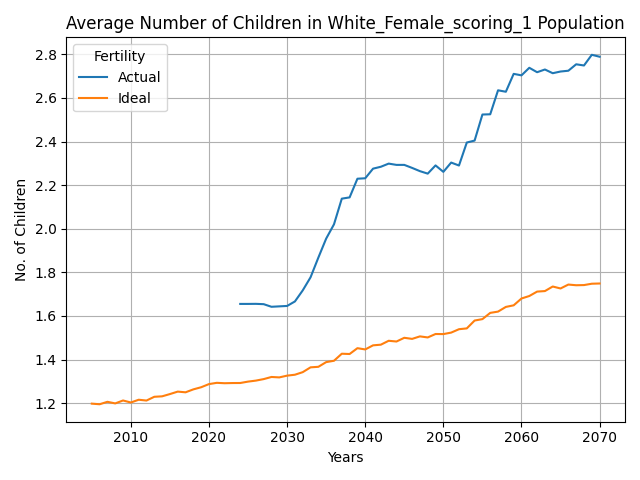 Average Number of Children in White_Female_scoring_1 Population
Fertility
Actual
Ideal
2.8
2.6
2.4
2.2
2.0
1.8
1.6
1.4
1.2
No. of Children
2010 2020 2030 2040 2050 2060 2070
Years